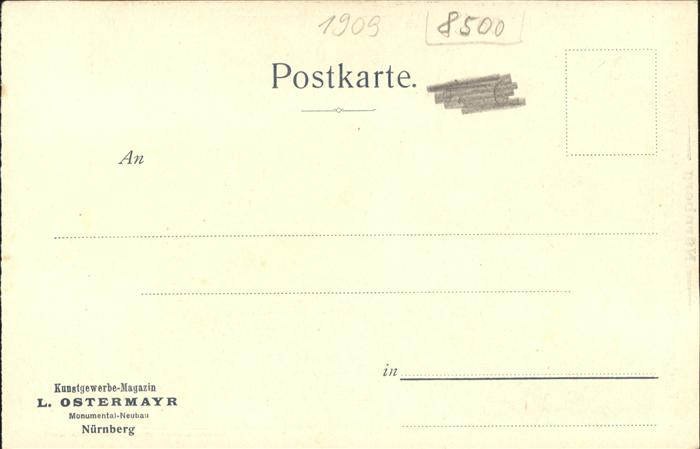 1909 8500
Postkarte.
An
in
Kunstgewerbe-Magazin
L. OSTERMAYR
Monumental-Neubau
Nürnberg